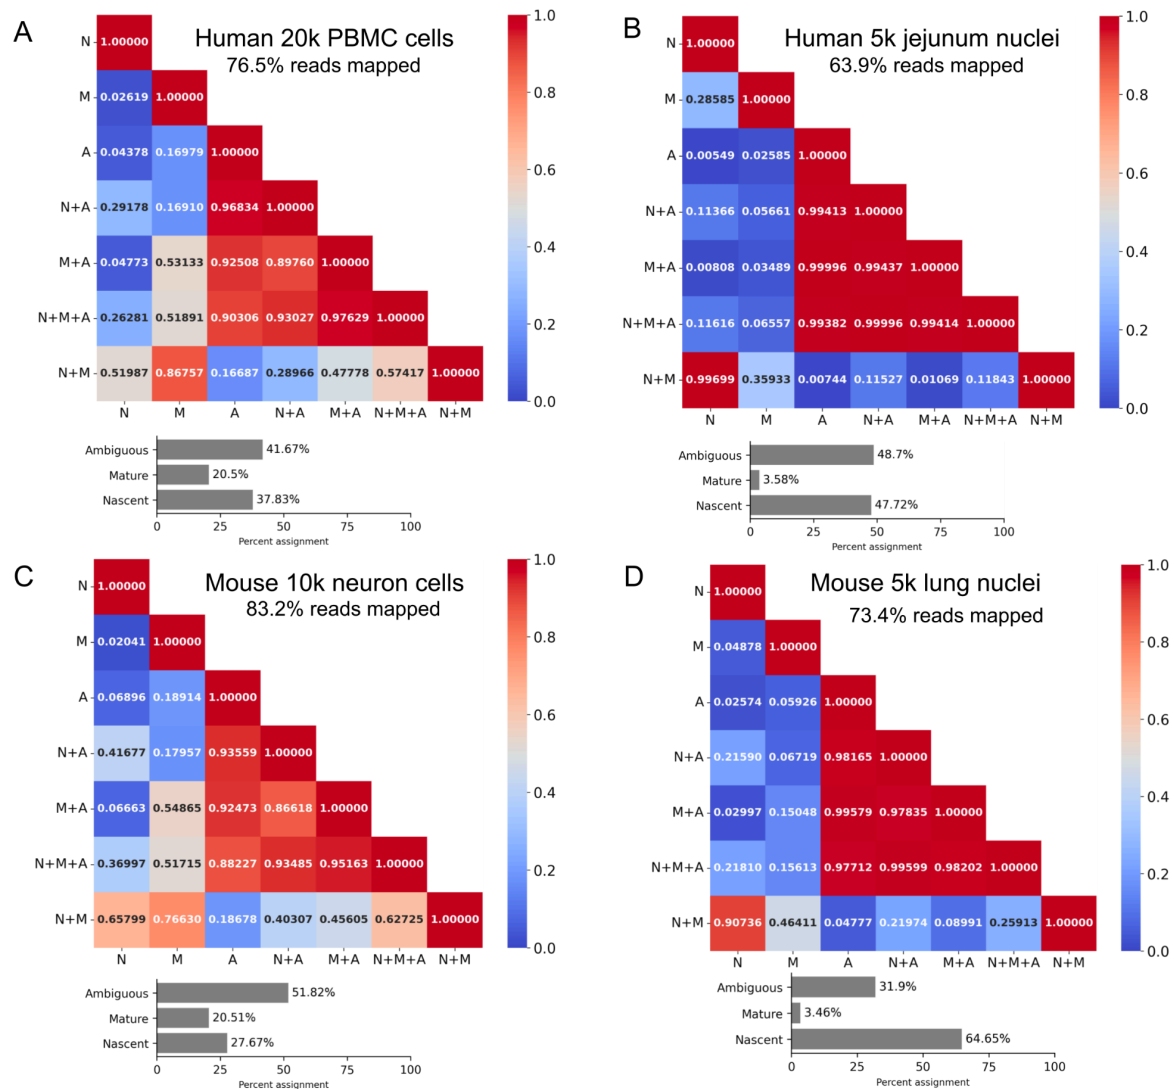 A
Human 20k PBMC cells
76.5% reads mapped
N 1.00000
M 0.02619 1.00000
A 0.04378 0.16979 1.00000
N+A 0.29178 0.16910 0.96834 1.00000
M+A 0.04773 0.53133 0.92508 0.89760 1.00000
N+M+A 0.26281 0.51891 0.90306 0.93027 0.97629 1.00000
N+M 0.51987 0.86757 0.16687 0.28966 0.47778 0.57417 1.00000
N M A N+A M+A N+M+A N+M
1.0
0.8
0.6
0.4
0.2
0.0
Ambiguous 41.67%
Mature 20.5%
Nascent 37.83%
0 25 50 75 100
Percent assignment
B
Human 5k jejunum nuclei
63.9% reads mapped
N 1.00000
M 0.28585 1.00000
A 0.00549 0.02585 1.00000
N+A 0.11366 0.05661 0.99413 1.00000
M+A 0.00808 0.03489 0.99996 0.99437 1.00000
N+M+A 0.11616 0.06557 0.99382 0.99996 0.99414 1.00000
N+M 0.99699 0.35933 0.00744 0.11527 0.01069 0.11843 1.00000
N M A N+A M+A N+M+A N+M
1.0
0.8
0.6
0.4
0.2
0.0
Ambiguous 48.7%
Mature 3.58%
Nascent 47.72%
0 25 50 75 100
Percent assignment
C
Mouse 10k neuron cells
83.2% reads mapped
N 1.00000
M 0.02041 1.00000
A 0.06896 0.18914 1.00000
N+A 0.41677 0.17957 0.93559 1.00000
M+A 0.06663 0.54865 0.92473 0.86618 1.00000
N+M+A 0.36997 0.51715 0.88227 0.93485 0.95163 1.00000
N+M 0.65799 0.76630 0.18678 0.40307 0.45605 0.62725 1.00000
N M A N+A M+A N+M+A N+M
1.0
0.8
0.6
0.4
0.2
0.0
Ambiguous 51.82%
Mature 20.51%
Nascent 27.67%
0 25 50 75 100
Percent assignment
D
Mouse 5k lung nuclei
73.4% reads mapped
N 1.00000
M 0.04878 1.00000
A 0.02574 0.05926 1.00000
N+A 0.21590 0.06719 0.98165 1.00000
M+A 0.02997 0.15048 0.99579 0.97835 1.00000
N+M+A 0.21810 0.15613 0.97712 0.99599 0.98202 1.00000
N+M 0.90736 0.46411 0.04777 0.21974 0.08991 0.25913 1.00000
N M A N+A M+A N+M+A N+M
1.0
0.8
0.6
0.4
0.2
0.0
Ambiguous 31.9%
Mature 3.46%
Nascent 64.65%
0 25 50 75 100
Percent assignment